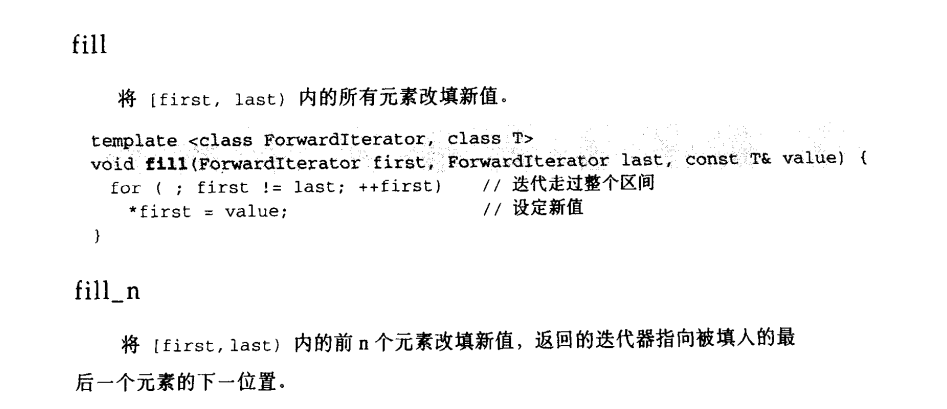 fill
将 [first, last) 内的所有元素改填新值。
template <class ForwardIterator, class T>
void fill(ForwardIterator first, ForwardIterator last, const T& value) {
for ( ; first != last; ++first) // 迭代走过整个区间
*first = value; // 设定新值
}
fill_n
将 [first,last) 内的前 n 个元素改填新值，返回的迭代器指向被填人的最
后一个元素的下一位置。